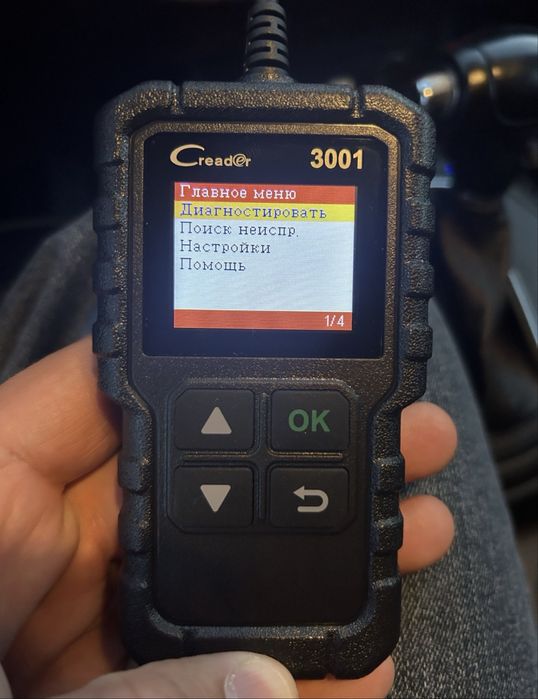 Creader 3001
Главное меню
Диагностировать
Поиск неиспр.
Настройки
Помощь
1/4
OK